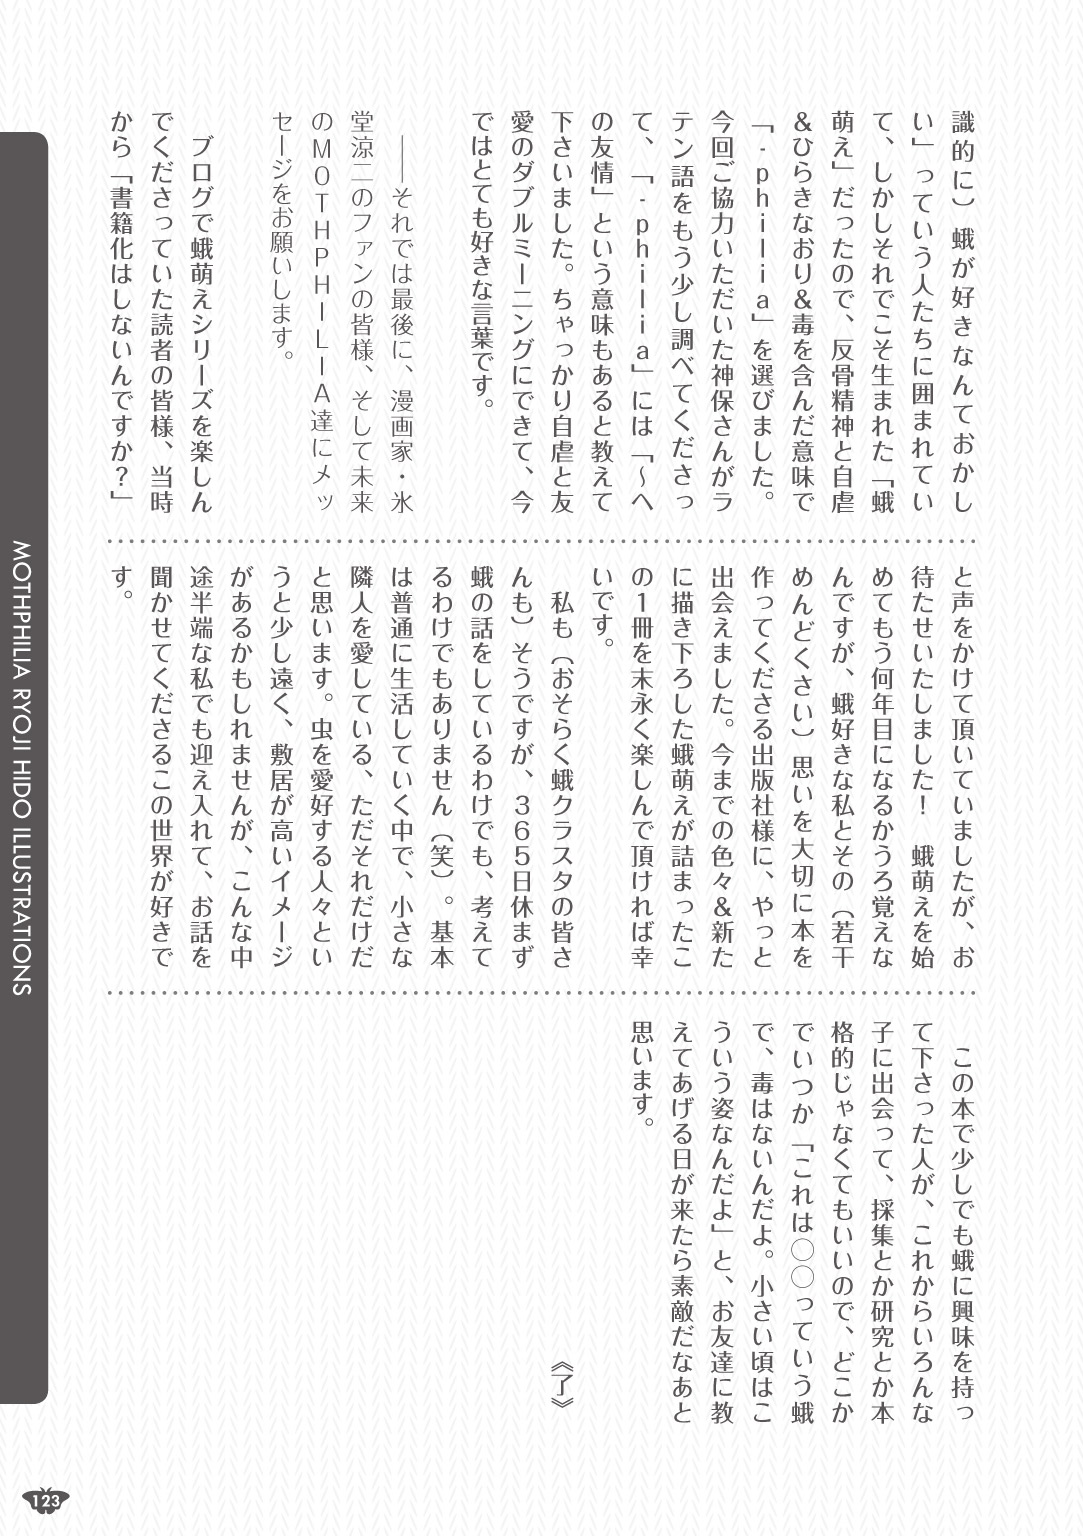 識的に）蛾が好きなんておかし
い」っていう人たちに囲まれてい
て、しかしそれでこそ生まれた「蛾
萌え」だったので、反骨精神と自虐
＆ひらきなおり＆毒を含んだ意味で
「-philia」を選びました。
今回ご協力いただいた神保さんがラ
テン語をもう少し調べてくださっ
て、「-philia」には「～へ
の友情」という意味もあると教えて
下さいました。ちゃっかり自虐と友
愛のダブルミーニングにできて、今
ではとても好きな言葉です。
――それでは最後に、漫画家・氷
堂涼二のファンの皆様、そして未来
のＭＯＴＨＰＨＩＬＩＡ達にメッ
セージをお願いします。
ブログで蛾萌えシリーズを楽しん
でくださっていた読者の皆様、当時
から「書籍化はしないんですか？」
と声をかけて頂いていましたが、お
待たせいたしました！　蛾萌えを始
めてもう何年目になるかうろ覚えな
んですが、蛾好きな私とその（若干
めんどくさい）思いを大切に本を
作ってくださる出版社様に、やっと
出会えました。今までの色々＆新た
に描き下ろした蛾萌えが詰まったこ
の１冊を末永く楽しんで頂ければ幸
いです。
私も（おそらく蛾クラスタの皆さ
んも）そうですが、３６５日休まず
蛾の話をしているわけでも、考えて
るわけでもありません（笑）。基本
は普通に生活していく中で、小さな
隣人を愛している、ただそれだけだ
と思います。虫を愛好する人々とい
うと少し遠く、敷居が高いイメージ
があるかもしれませんが、こんな中
途半端な私でも迎え入れて、お話を
聞かせてくださるこの世界が好きで
す。
この本で少しでも蛾に興味を持っ
て下さった人が、これからいろんな
子に出会って、採集とか研究とか本
格的じゃなくてもいいので、どこか
でいつか「これは〇〇っていう蛾
で、毒はないんだよ。小さい頃はこ
ういう姿なんだよ」と、お友達に教
えてあげる日が来たら素敵だなあと
思います。
《了》
MOTHPHILIA RYOJI HIDO ILLUSTRATIONS
123